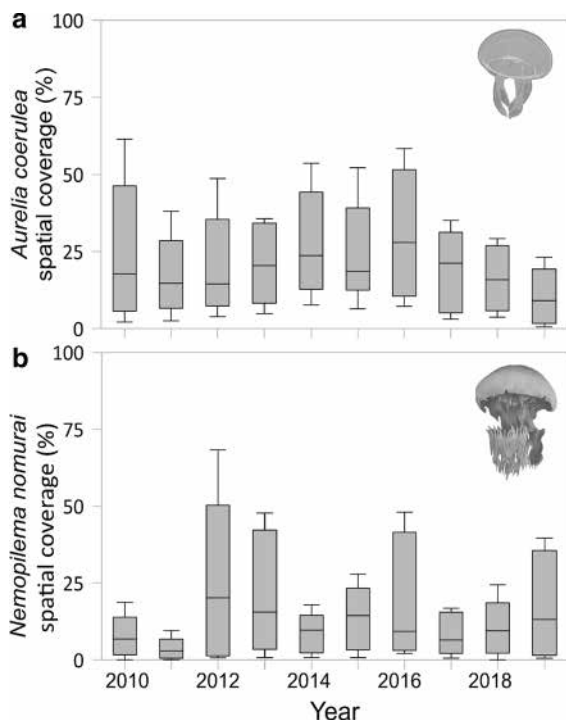 a
100
75
50
25
0
Aurelia coerulea
spatial coverage (%)
b
100
75
50
25
0
Nemopilema nomurai
spatial coverage (%)
2010 2012 2014 2016 2018
Year